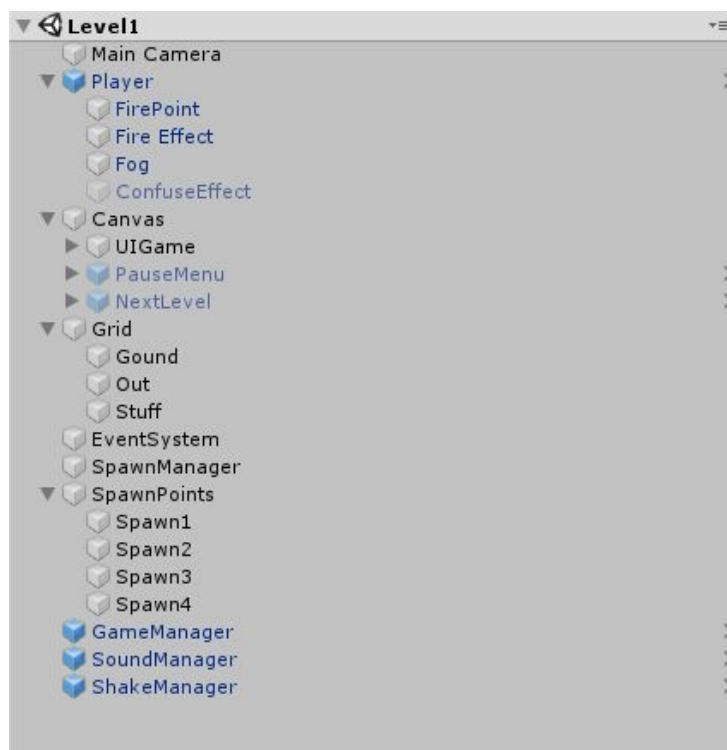 Level1
Main Camera
Player
FirePoint
Fire Effect
Fog
ConfuseEffect
Canvas
UIGame
PauseMenu
NextLevel
Grid
Gound
Out
Stuff
EventSystem
SpawnManager
SpawnPoints
Spawn1
Spawn2
Spawn3
Spawn4
GameManager
SoundManager
ShakeManager